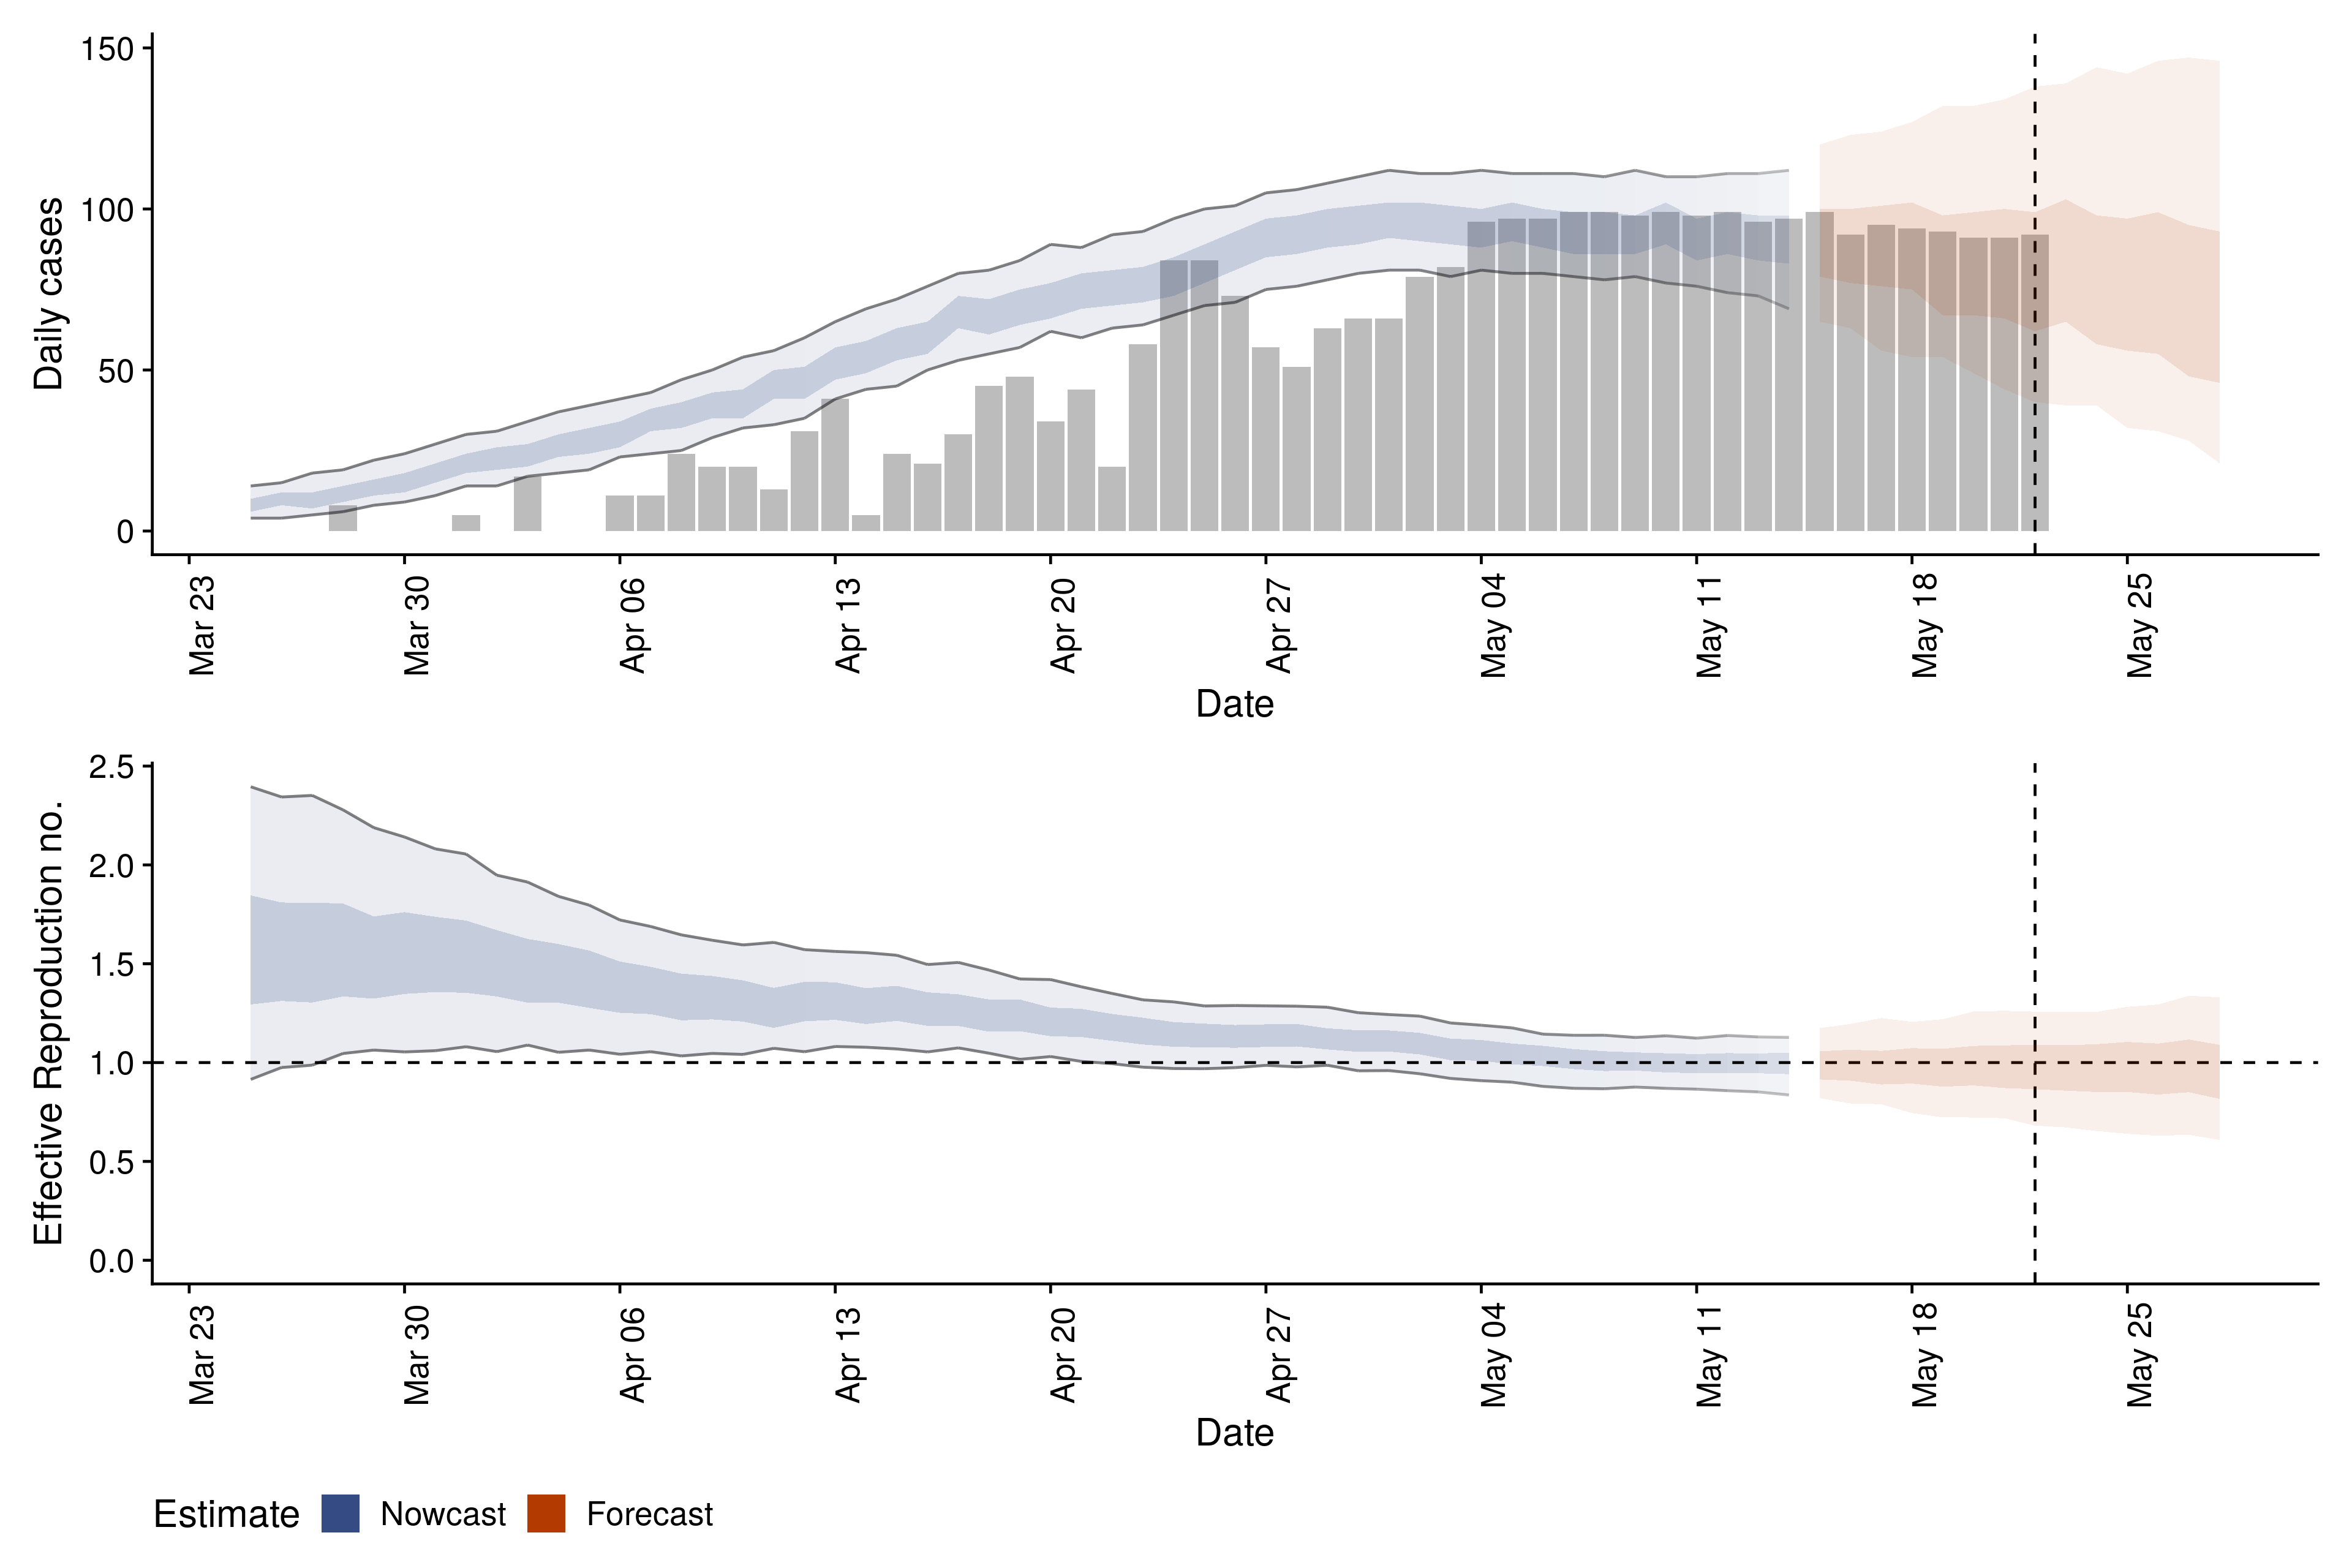 150
100
50
0
Daily cases
Mar 23
Mar 30
Apr 06
Apr 13
Apr 20
Apr 27
May 04
May 11
May 18
May 25
Date
2.5
2.0
1.5
1.0
0.5
0.0
Effective Reproduction no.
Mar 23
Mar 30
Apr 06
Apr 13
Apr 20
Apr 27
May 04
May 11
May 18
May 25
Date
Estimate Nowcast Forecast